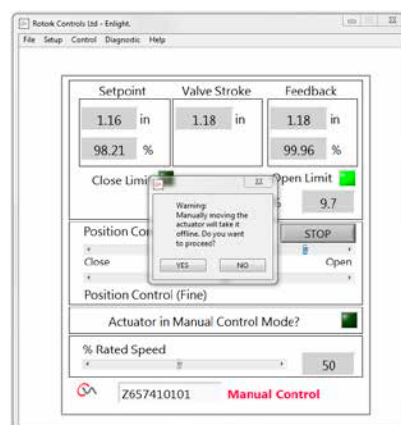 Rotork Controls Ltd - Enlight.
File Setup Control Diagnostic Help
Setpoint Valve Stroke Feedback
1.16 in 1.18 in 1.18 in
98.21 % 99.96 %
Close Limit Open Limit
9.7
Warning:
Manually moving the
actuator will take it
offline. Do you want
to proceed?
YES NO
Position STOP
Close Open
Position Control (Fine)
Actuator in Manual Control Mode?
% Rated Speed
50
Z657410101 Manual Control